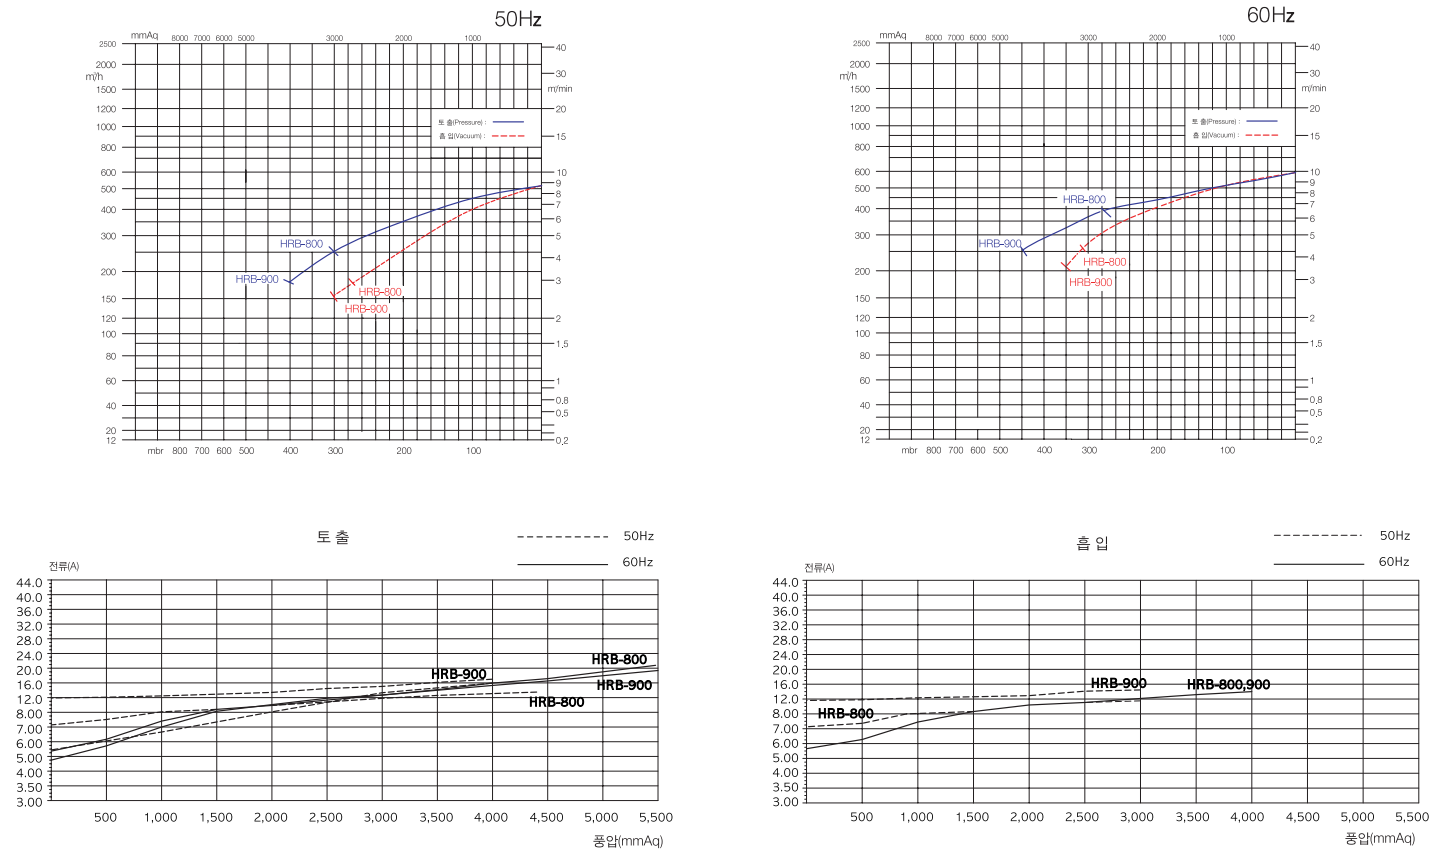 50Hz
mmAq 8000 7000 6000 5000 3000 2000 1000
2500
2000
m³/h
1500
1200
1000
800
600
500
400
300
200
150
120
100
80
60
40
20
12
40
30
m³/min
20
15
10
9
8
7
6
5
4
3
2
1.5
1
0.8
0.5
0.2
토 출(Pressure) :
흡 입(Vacuum) :
HRB-800
HRB-900
HRB-800
HRB-900
mbr 800 700 600 500 400 300 200 100
60Hz
mmAq 8000 7000 6000 5000 3000 2000 1000
2500
2000
m³/h
1500
1200
1000
800
600
500
400
300
200
150
120
100
80
60
40
20
12
40
30
m³/min
20
15
10
9
8
7
6
5
4
3
2
1.5
1
0.8
0.5
0.2
토 출(Pressure) :
흡 입(Vacuum) :
HRB-800
HRB-900
HRB-800
HRB-900
mbr 800 700 600 500 400 300 200 100
토 출
50Hz
60Hz
전류(A)
44.0
40.0
36.0
32.0
28.0
24.0
20.0
16.0
12.0
8.00
7.00
6.00
5.00
4.00
3.50
3.00
HRB-900
HRB-800
HRB-900
HRB-800
500 1,000 1,500 2,000 2,500 3,000 3,500 4,000 4,500 5,000 5,500
풍압(mmAq)
흡 입
50Hz
60Hz
전류(A)
44.0
40.0
36.0
32.0
28.0
24.0
20.0
16.0
12.0
8.00
7.00
6.00
5.00
4.00
3.50
3.00
HRB-900
HRB-800,900
HRB-800
500 1,000 1,500 2,000 2,500 3,000 3,500 4,000 4,500 5,000 5,500
풍압(mmAq)